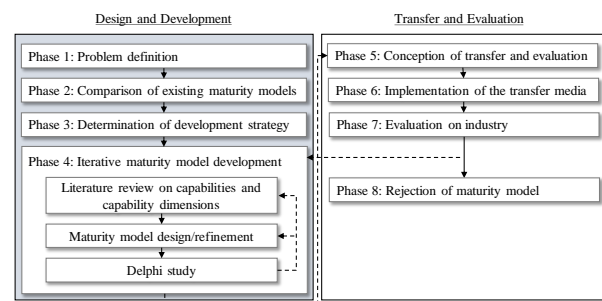 Design and Development
Phase 1: Problem definition
Phase 2: Comparison of existing maturity models
Phase 3: Determination of development strategy
Phase 4: Iterative maturity model development
Literature review on capabilities and
capability dimensions
Maturity model design/refinement
Delphi study
Transfer and Evaluation
Phase 5: Conception of transfer and evaluation
Phase 6: Implementation of the transfer media
Phase 7: Evaluation on industry
Phase 8: Rejection of maturity model